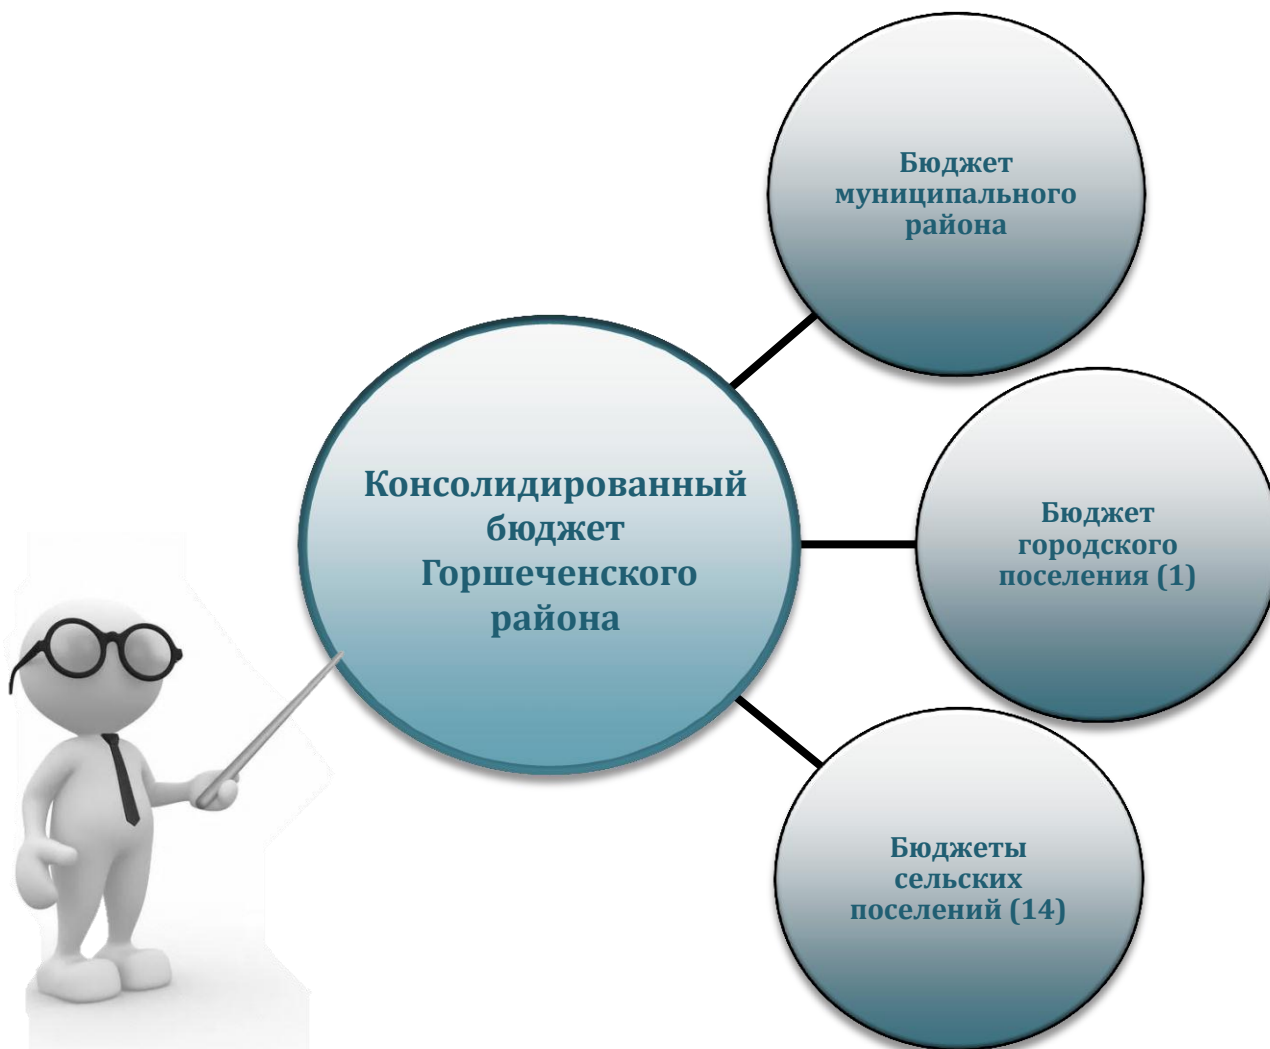 Бюджет
муниципального
района
Консолидированный
бюджет
Горшеченского
района
Бюджет
городского
поселения (1)
Бюджеты
сельских
поселений (14)